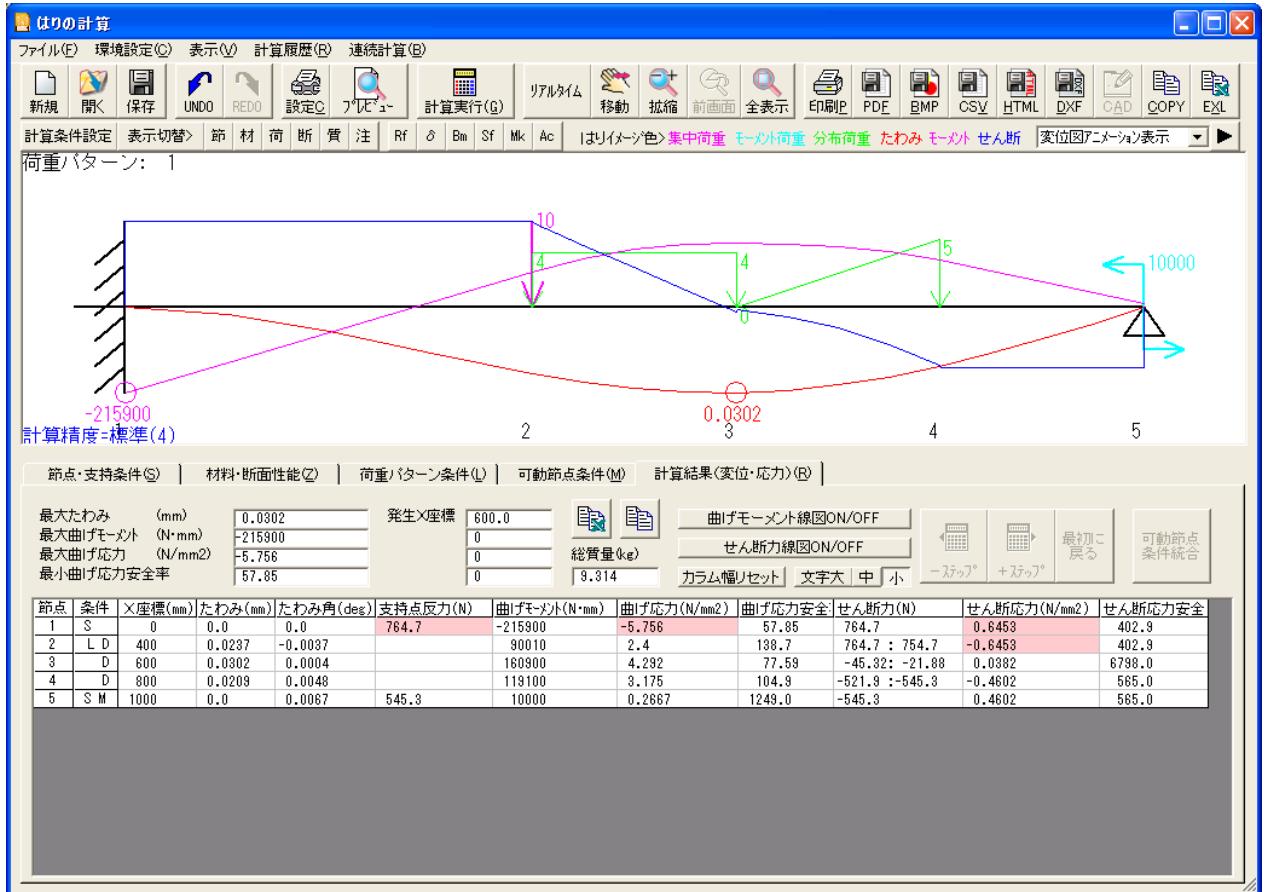 はりの計算
ファイル(F) 環境設定(C) 表示(V) 計算履歴(R) 連続計算(B)
新規 開く 保存 UNDO REDO 設定C プレビュー 計算実行(G) リアルタイム 移動 拡縮 前画面 全表示 印刷P PDF BMP CSV HTML DXF CAD COPY EXL
計算条件設定 表示切替> 節 材 荷 断 質 注 Rf δ Bm Sf Mk Ac |はりイメージ色>集中荷重 モーメント荷重 分布荷重 たわみ モーメント せん断 変位図アニメーション表示
荷重パターン: 1
10
4 4 5 10000
0
-215900 0.0302
1 2 3 4 5
計算精度=標準(4)
節点・支持条件(S) 材料・断面性能(Z) 荷重パターン条件(L) 可動節点条件(M) 計算結果(変位・応力)(R)
最大たわみ (mm) 0.0302 発生X座標 600.0 曲げモーメント線図ON/OFF
最大曲げモーメント (N・mm) -215900 0
最大曲げ応力 (N/mm2) -5.756 0 総質量(kg) せん断力線図ON/OFF
最小曲げ応力安全率 57.85 0 9.314 カラム幅リセット 文字大 中 小
－ステップ ＋ステップ 最初に戻る 可動節点条件統合
節点 条件 X座標(mm) たわみ(mm) たわみ角(deg) 支持点反力(N) 曲げモーメント(N・mm) 曲げ応力(N/mm2) 曲げ応力安全 せん断力(N) せん断応力(N/mm2) せん断応力安全
1 S 0 0.0 0.0 764.7 -215900 -5.756 57.85 764.7 0.6453 402.9
2 L D 400 0.0237 -0.0037 90010 2.4 138.7 764.7 : 754.7 -0.6453 402.9
3 D 600 0.0302 0.0004 160900 4.292 77.59 -45.32: -21.88 0.0382 6798.0
4 D 800 0.0209 0.0048 119100 3.175 104.9 -521.9 :-545.3 -0.4602 565.0
5 S M 1000 0.0 0.0067 545.3 10000 0.2667 1249.0 -545.3 0.4602 565.0